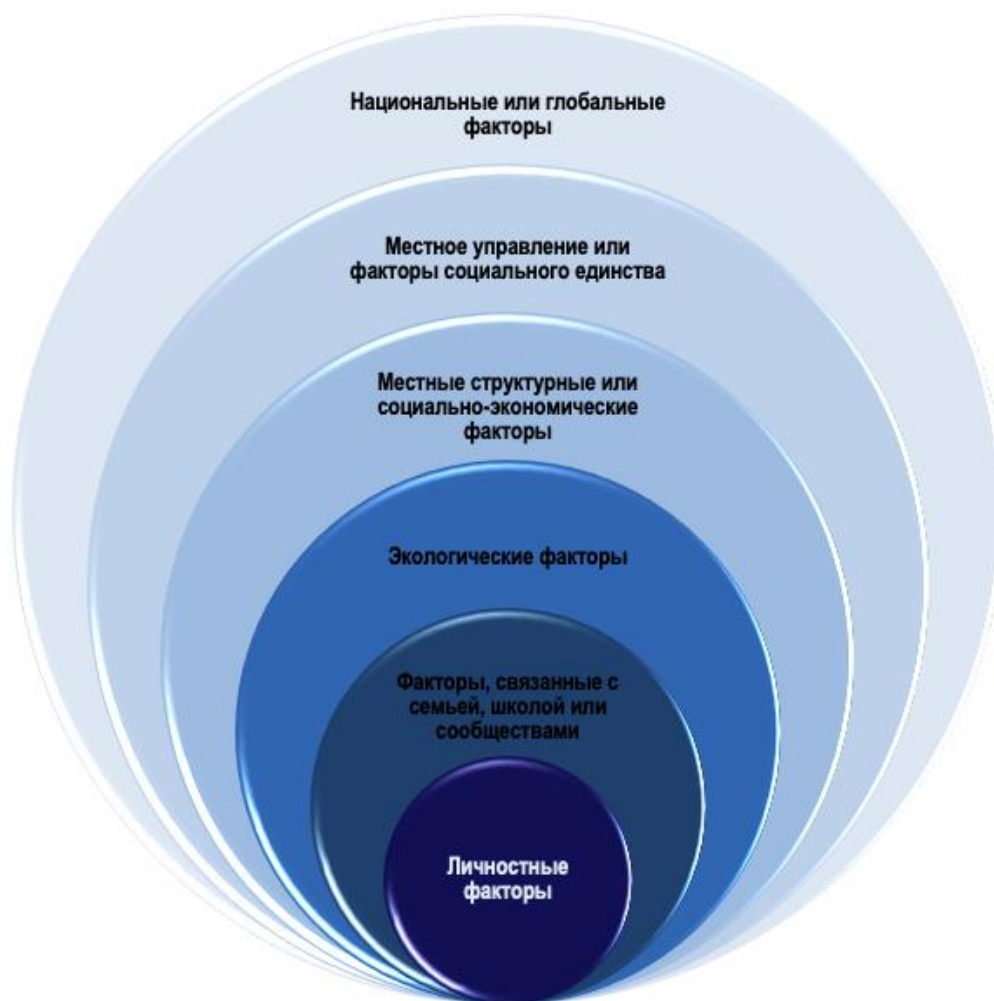 Национальные или глобальные
факторы
Местное управление или
факторы социального единства
Местные структурные или
социально-экономические
факторы
Экологические факторы
Факторы, связанные с
семьей, школой или
сообществами
Личностные
факторы